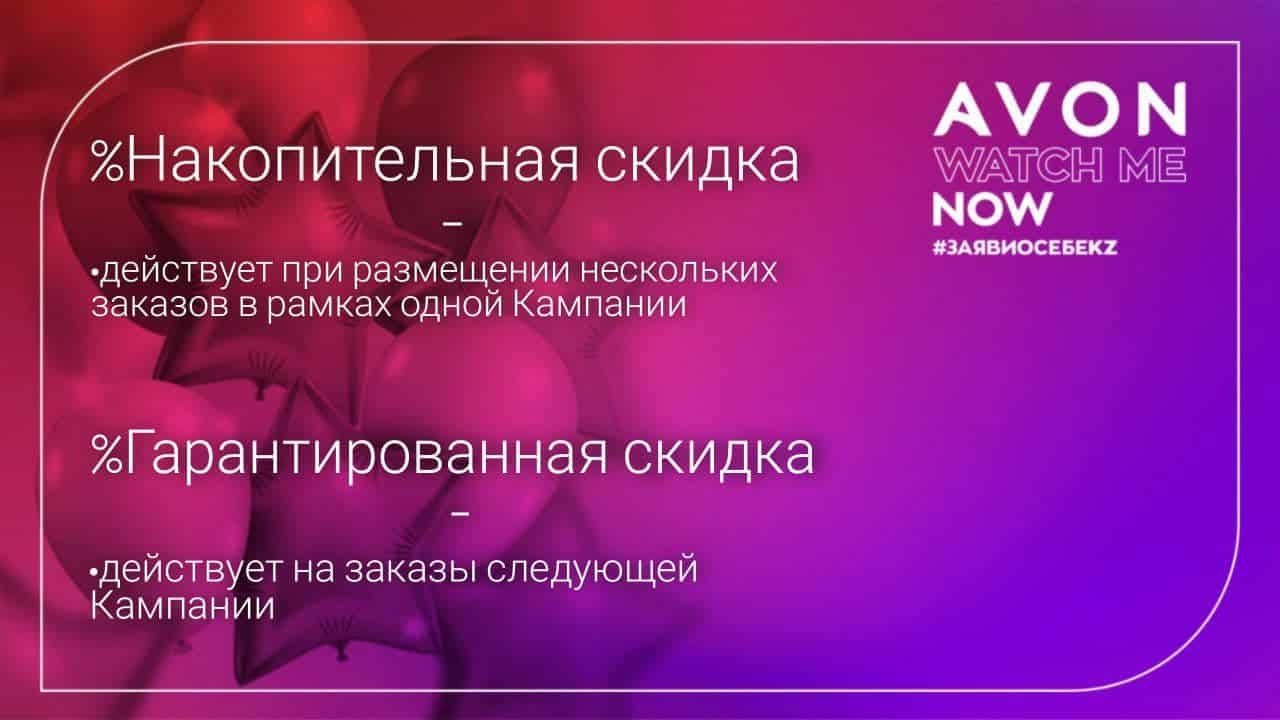 %Накопительная скидка
–
•действует при размещении нескольких
заказов в рамках одной Кампании
%Гарантированная скидка
–
•действует на заказы следующей
Кампании
AVON
WATCH ME
NOW
#ЗАЯВИОСЕБЕKZ